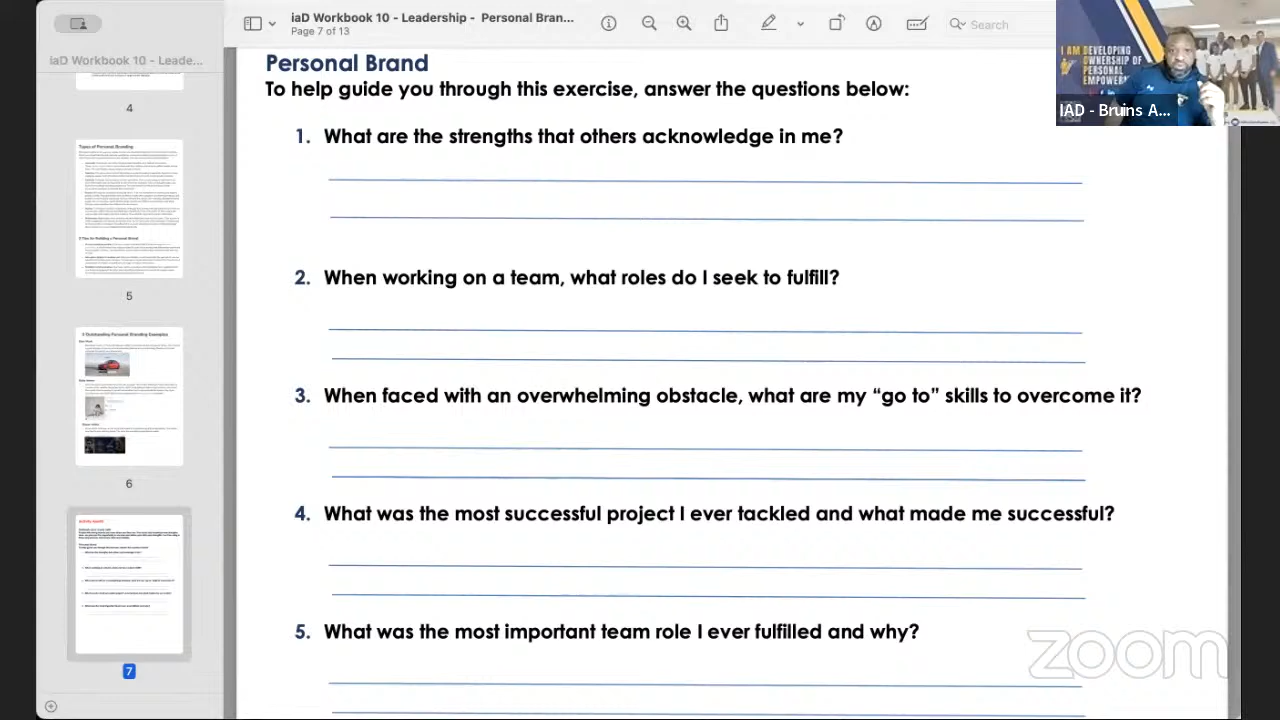 iaD Workbook 10 - Leade...
4
Types of Personal Branding
5
6
7
iaD Workbook 10 - Leadership -  Personal Bran...
Page 7 of 13
Search
Personal Brand
To help guide you through this exercise, answer the questions below:
1. What are the strengths that others acknowledge in me?
2. When working on a team, what roles do I seek to fulfill?
3. When faced with an overwhelming obstacle, what are my “go to” skills to overcome it?
4. What was the most successful project I ever tackled and what made me successful?
5. What was the most important team role I ever fulfilled and why?
I AM DEVELOPING
OWNERSHIP OF
PERSONAL
EMPOWER
IAD - Bruins A...
zoom